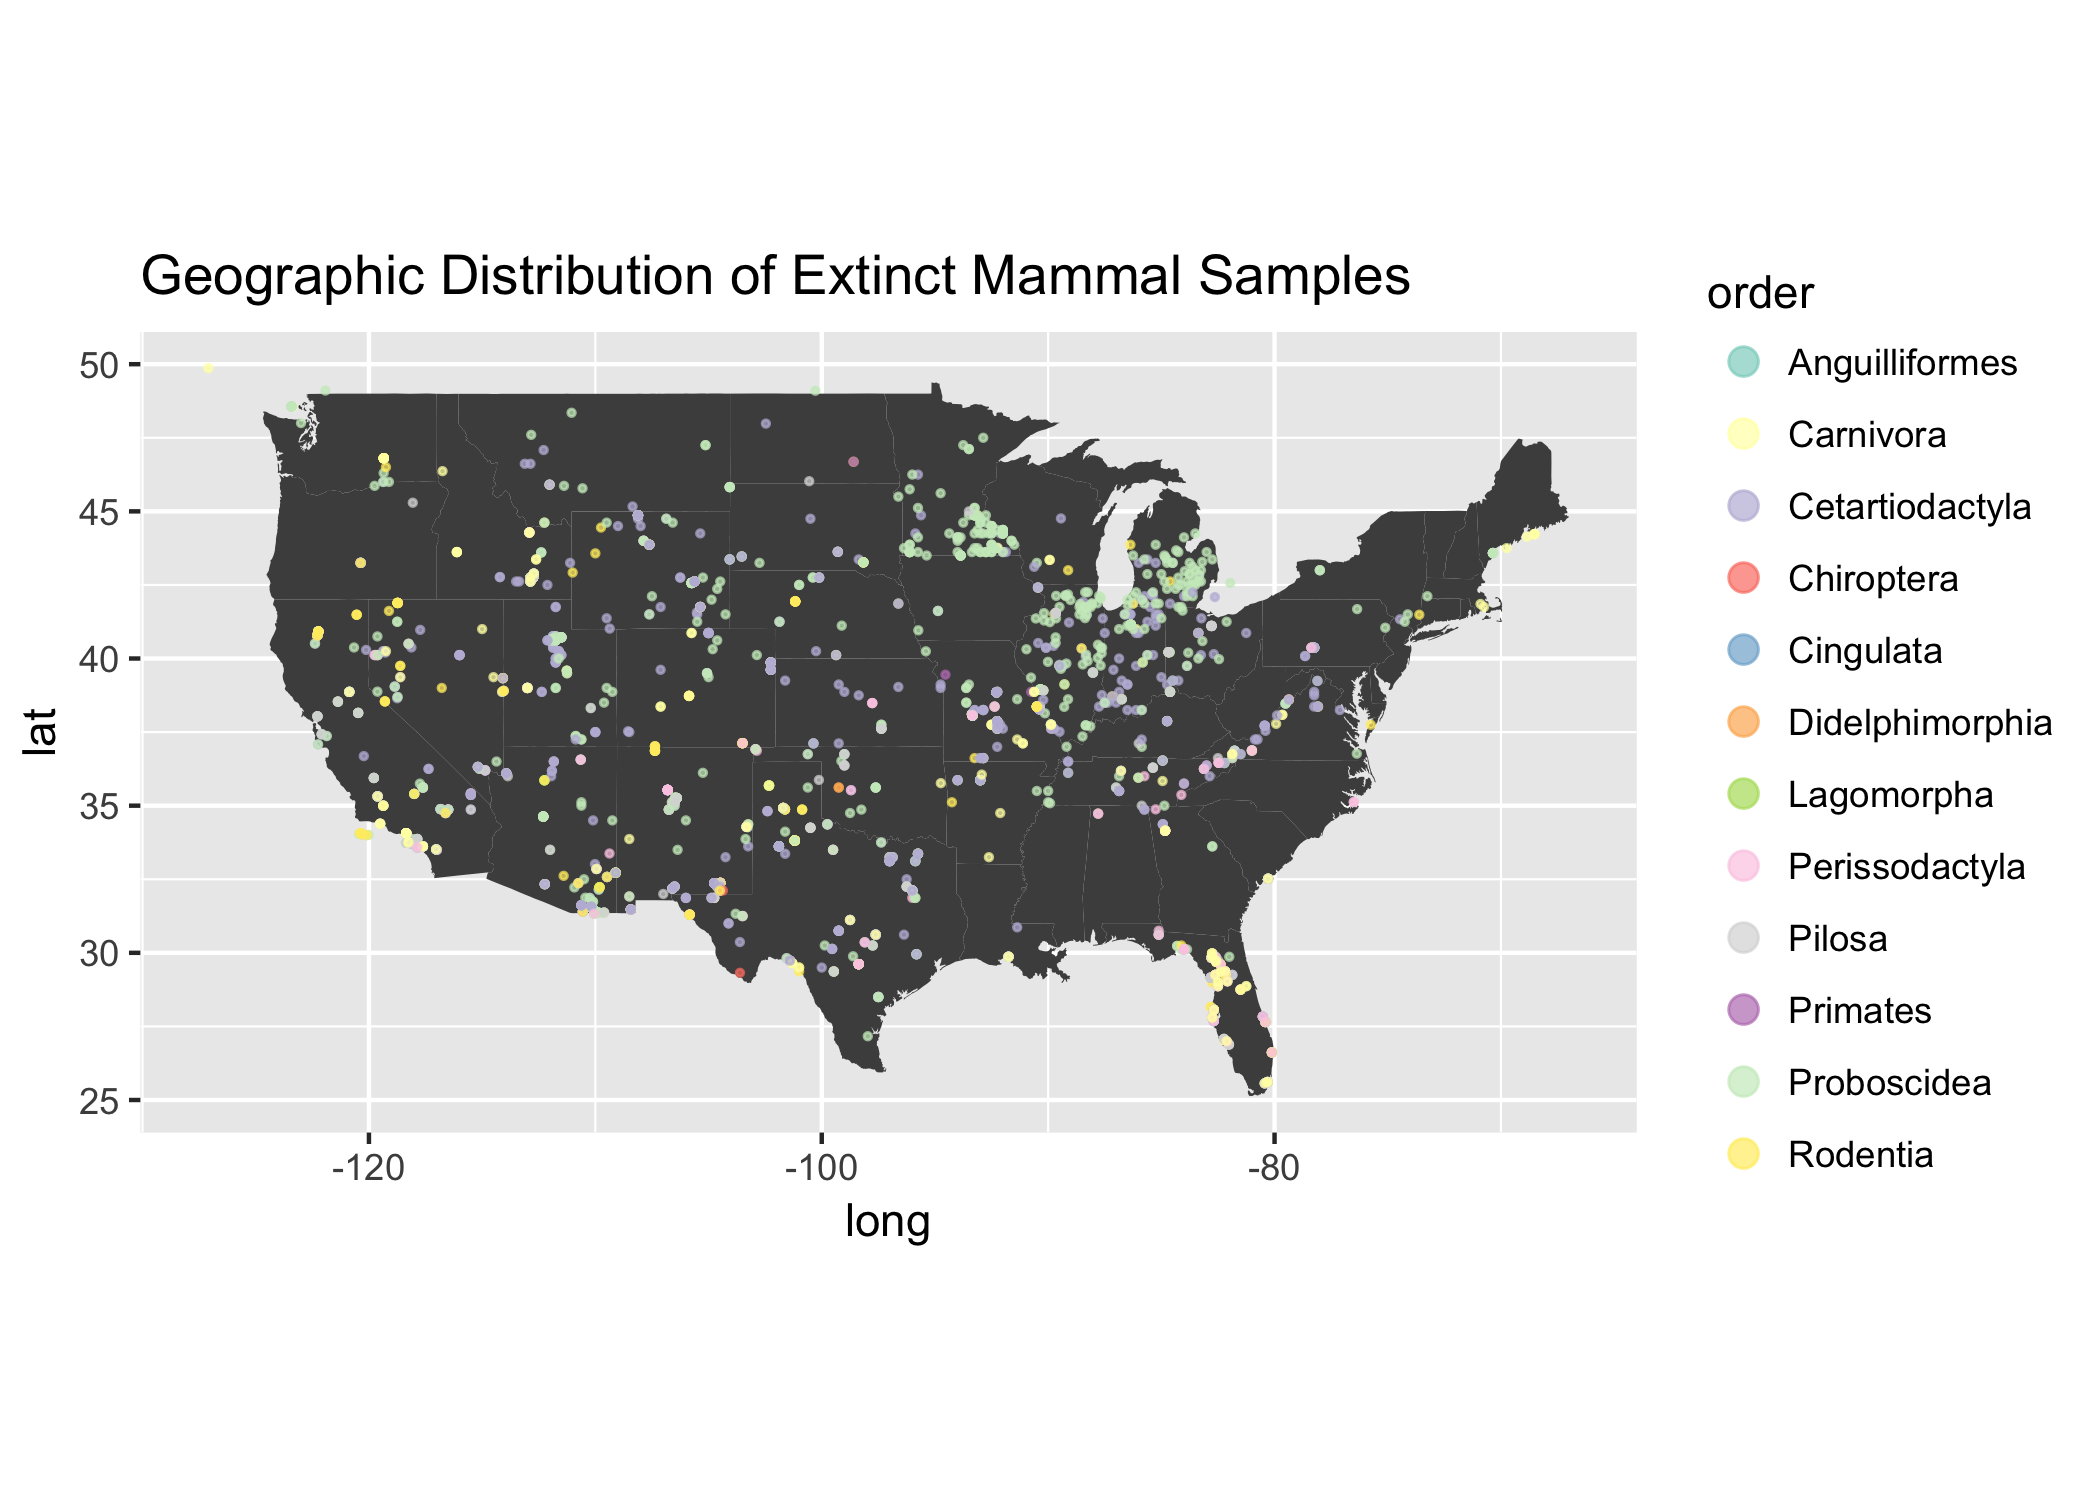 Geographic Distribution of Extinct Mammal Samples
order
Anguilliformes
Carnivora
Cetartiodactyla
Chiroptera
Cingulata
Didelphimorphia
Lagomorpha
Perissodactyla
Pilosa
Primates
Proboscidea
Rodentia
lat
50
45
40
35
30
25
-120
-100
-80
long